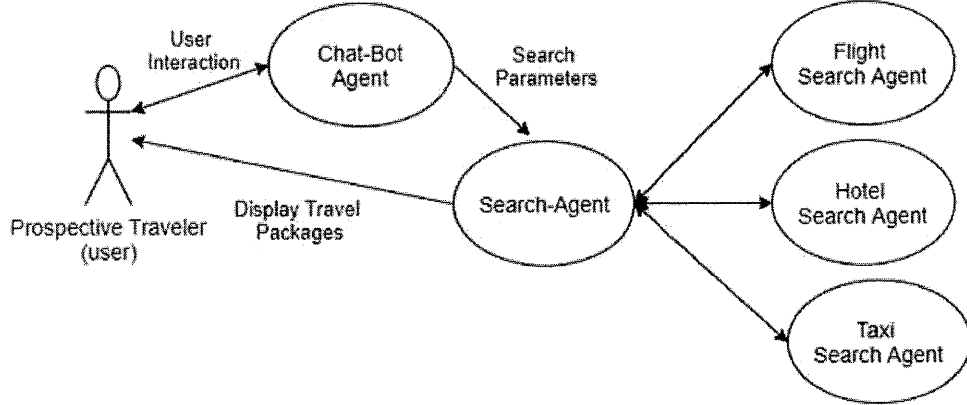 User
Interaction
Chat-Bot
Agent
Search
Parameters
Flight
Search Agent
Search-Agent
Hotel
Search Agent
Prospective Traveler
(user)
Display Travel
Packages
Taxi
Search Agent